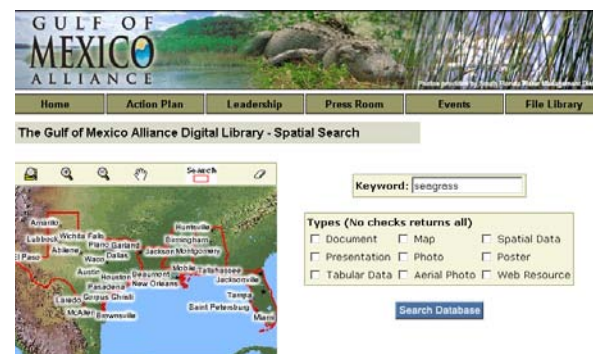 GULF OF
MEXICO
ALLIANCE
Home Action Plan Leadership Press Room Events File Library
The Gulf of Mexico Alliance Digital Library - Spatial Search
Search
Keyword: seagrass
Types (No checks returns all)
Document Map Spatial Data
Presentation Photo Poster
Tabular Data Aerial Photo Web Resource
Search Database
Amarillo
Lubbock Wichita Falls
Huntsville
Birmingham
Plano Garland
El Paso Abilene Dallas Jackson Montgomery
Waco
Austin Beaumont Mobile Tallahassee
Houston New Orleans Jacksonville
Pasadena
Laredo Corpus Christi Tampa
McAllen Brownsville Saint Petersburg
Miami